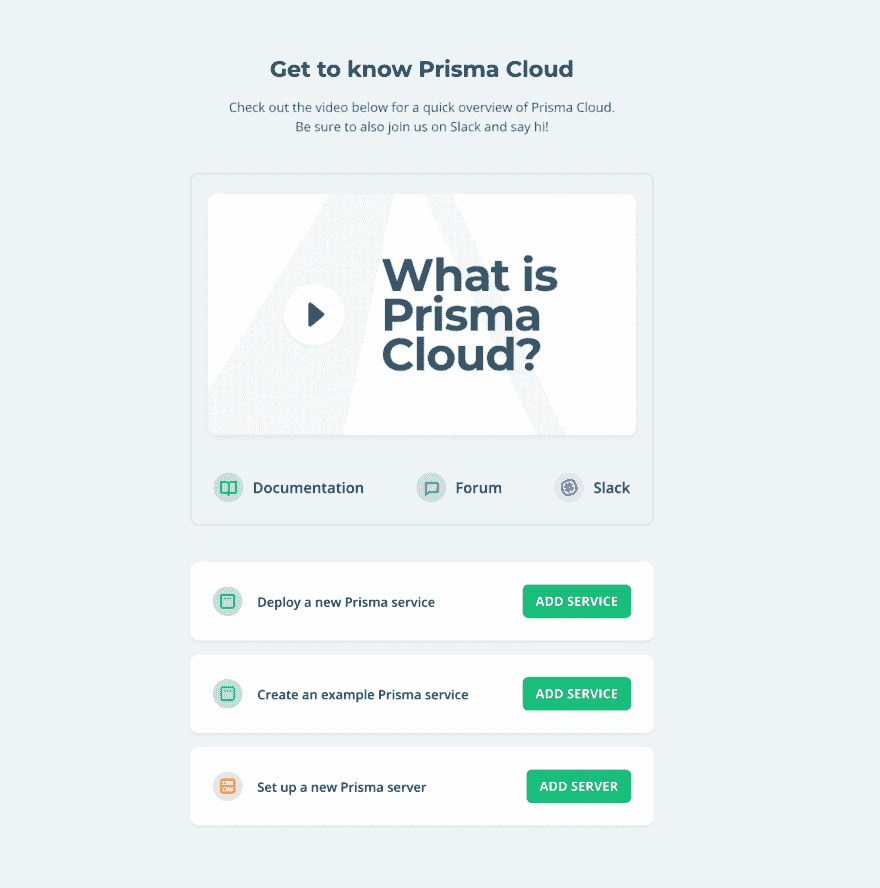 Get to know Prisma Cloud
Check out the video below for a quick overview of Prisma Cloud.
Be sure to also join us on Slack and say hi!
What is
Prisma
Cloud?
Documentation
Forum
Slack
Deploy a new Prisma service
ADD SERVICE
Create an example Prisma service
ADD SERVICE
Set up a new Prisma server
ADD SERVER